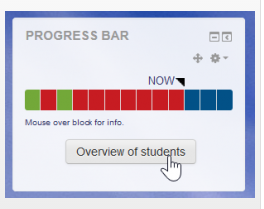 PROGRESS BAR
NOW
Mouse over block for info.
Overview of students